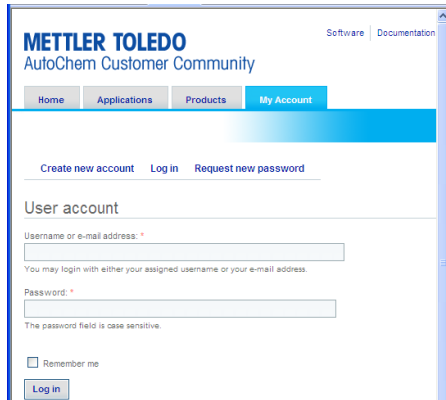 METTLER TOLEDO
Software Documentation
AutoChem Customer Community
Home Applications Products My Account
Create new account Log in Request new password
User account
Username or e-mail address: *
You may login with either your assigned username or your e-mail address.
Password: *
The password field is case sensitive.
Remember me
Log in